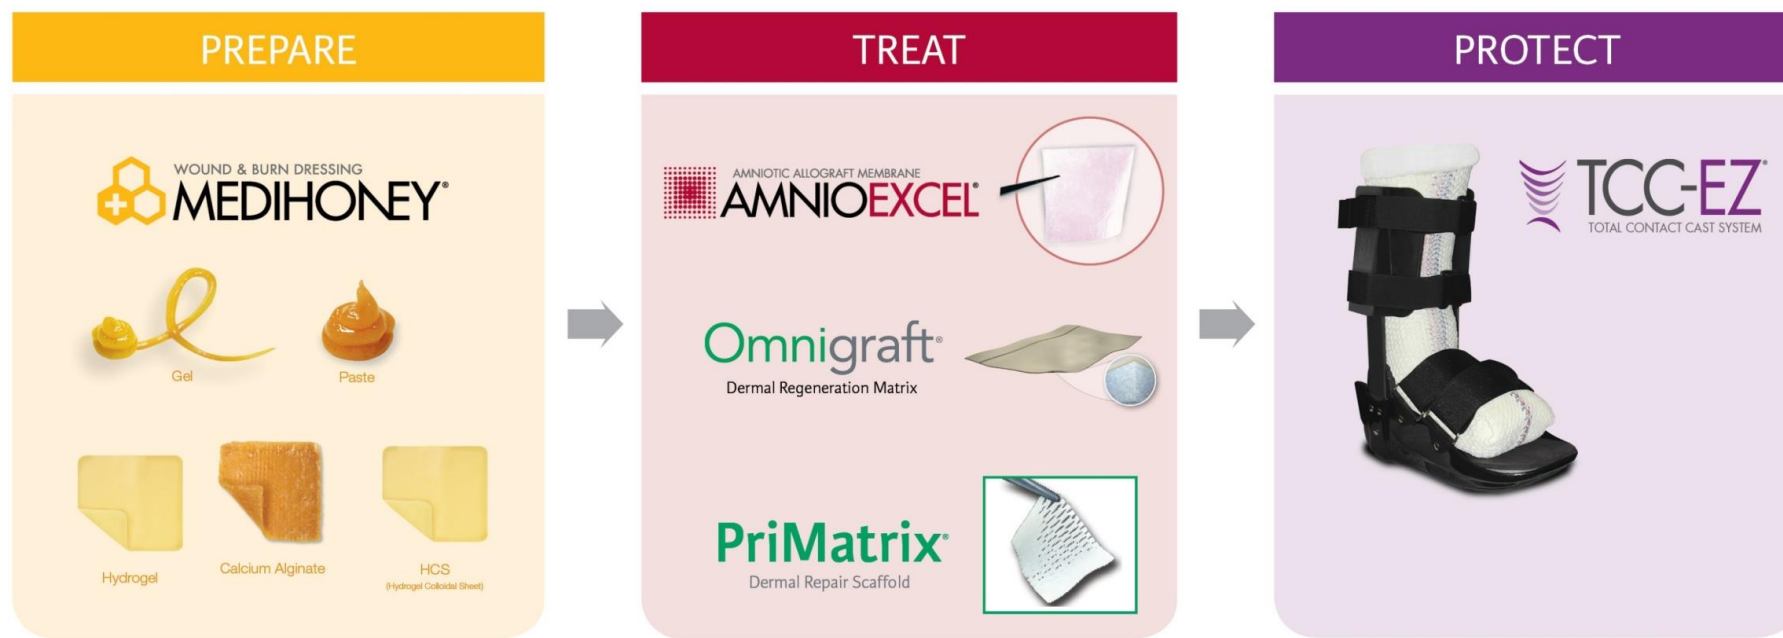 PREPARE
WOUND & BURN DRESSING
MEDIHONEY®
Gel
Paste
Hydrogel
Calcium Alginate
HCS
(Hydrogel Colloidal Sheet)
TREAT
AMNIOTIC ALLOGRAFT MEMBRANE
AMNIOEXCEL®
Omnigraft®
Dermal Regeneration Matrix
PriMatrix®
Dermal Repair Scaffold
PROTECT
TCC-EZ®
TOTAL CONTACT CAST SYSTEM